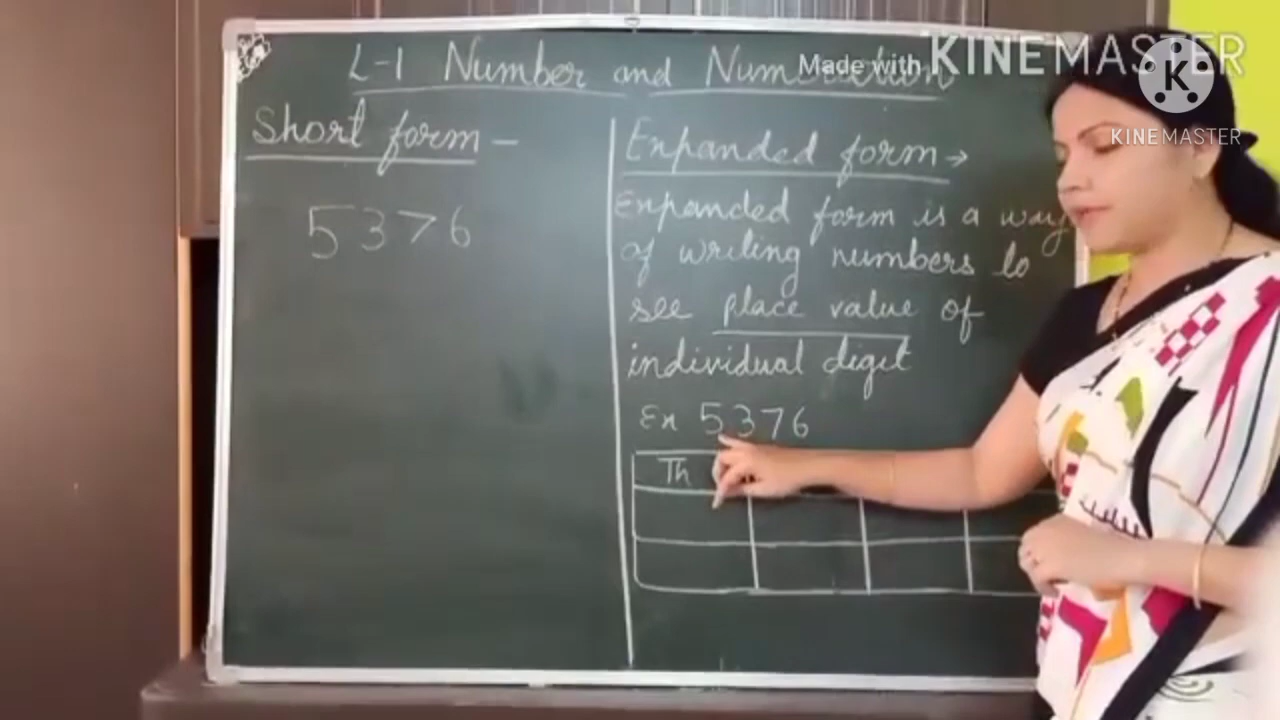 L-1 Number and Numeration
Made with KINEMASTER
KINEMASTER
Short form -
5376
Expanded form →
Expanded form is a way
of writing numbers to
see place value of
individual digit
Ex 5376
Th